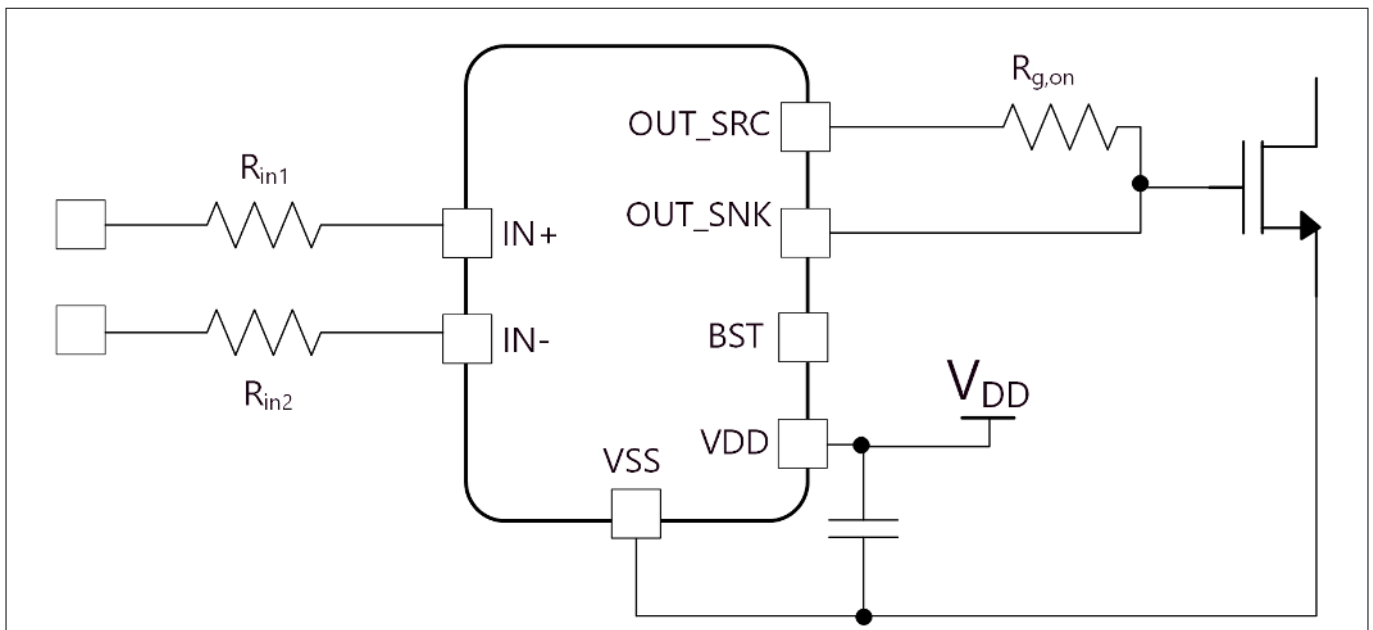 R_g,on
OUT_SRC
R_in1
OUT_SNK
IN+
BST
IN-
V_DD
R_in2
VDD
VSS